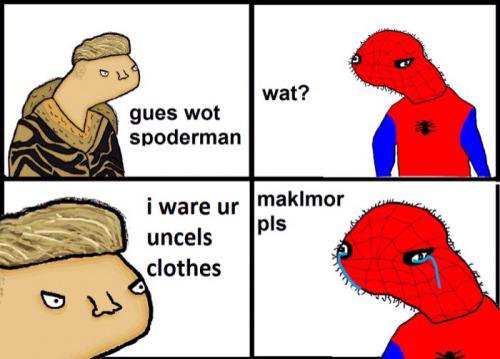 gues wot
spoderman
wat?
i ware ur
uncels
clothes
maklmor
pls